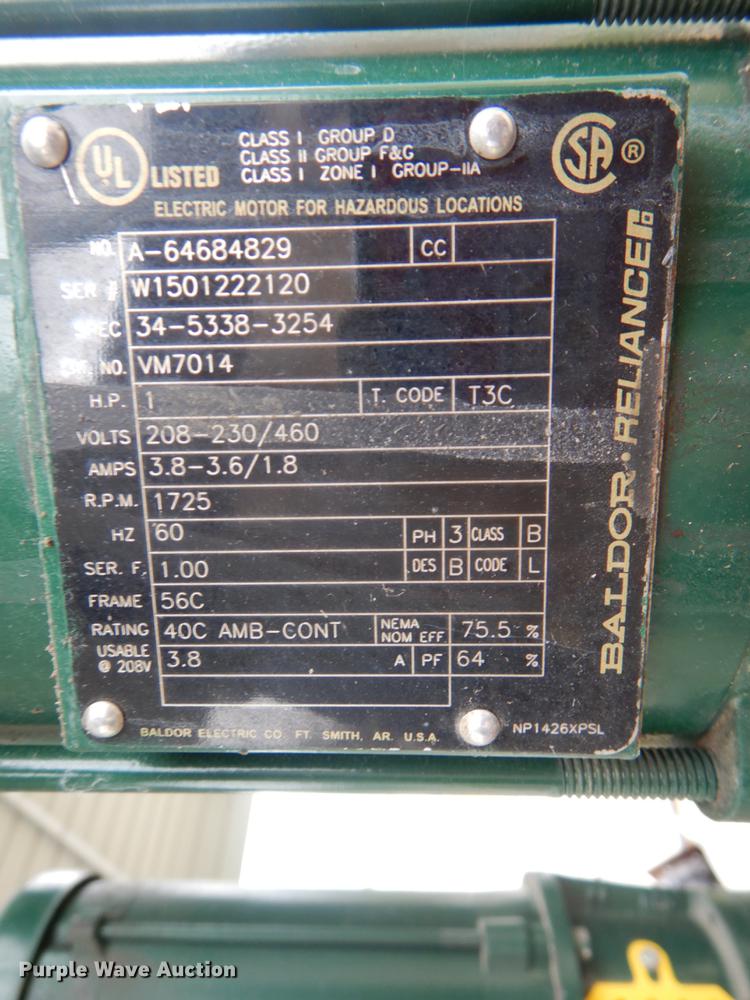 UL LISTED
CLASS I GROUP D
CLASS II GROUP F&G
CLASS I ZONE I GROUP-IIA
SA ®
ELECTRIC MOTOR FOR HAZARDOUS LOCATIONS
NO. A-64684829 CC
SER # W1501222120
SPEC 34-5338-3254
NO. VM7014
H.P. 1 T. CODE T3C
VOLTS 208-230/460
AMPS 3.8-3.6/1.8
R.P.M. 1725
HZ 60 PH 3 CLASS B
SER. F. 1.00 DES B CODE L
FRAME 56C
RATING 40C AMB-CONT NEMA NOM EFF 75.5 %
USABLE @ 208V 3.8 A PF 64 %
BALDOR ELECTRIC CO. FT. SMITH, AR. U.S.A.
NP1426XPSL
BALDOR · RELIANCE
Purple Wave Auction